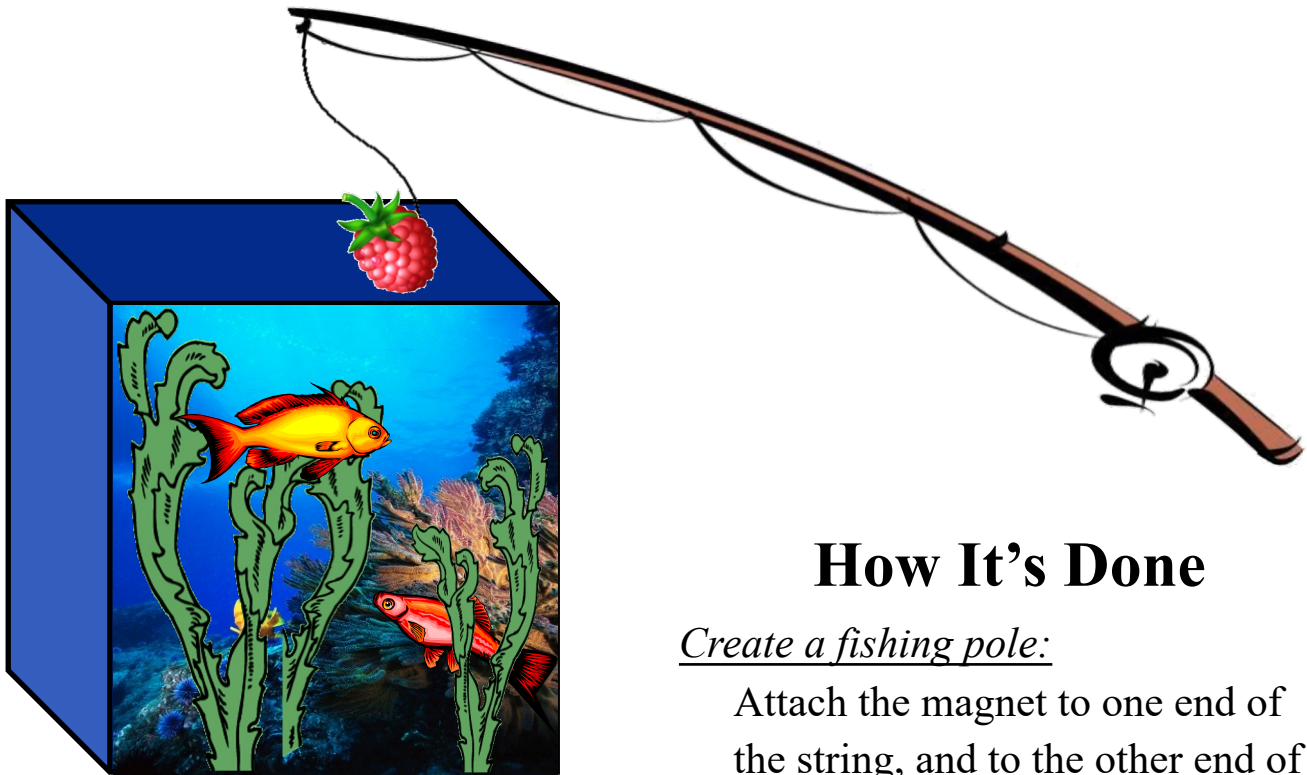 How It’s Done
Create a fishing pole:
Attach the magnet to one end of
the string, and to the other end of